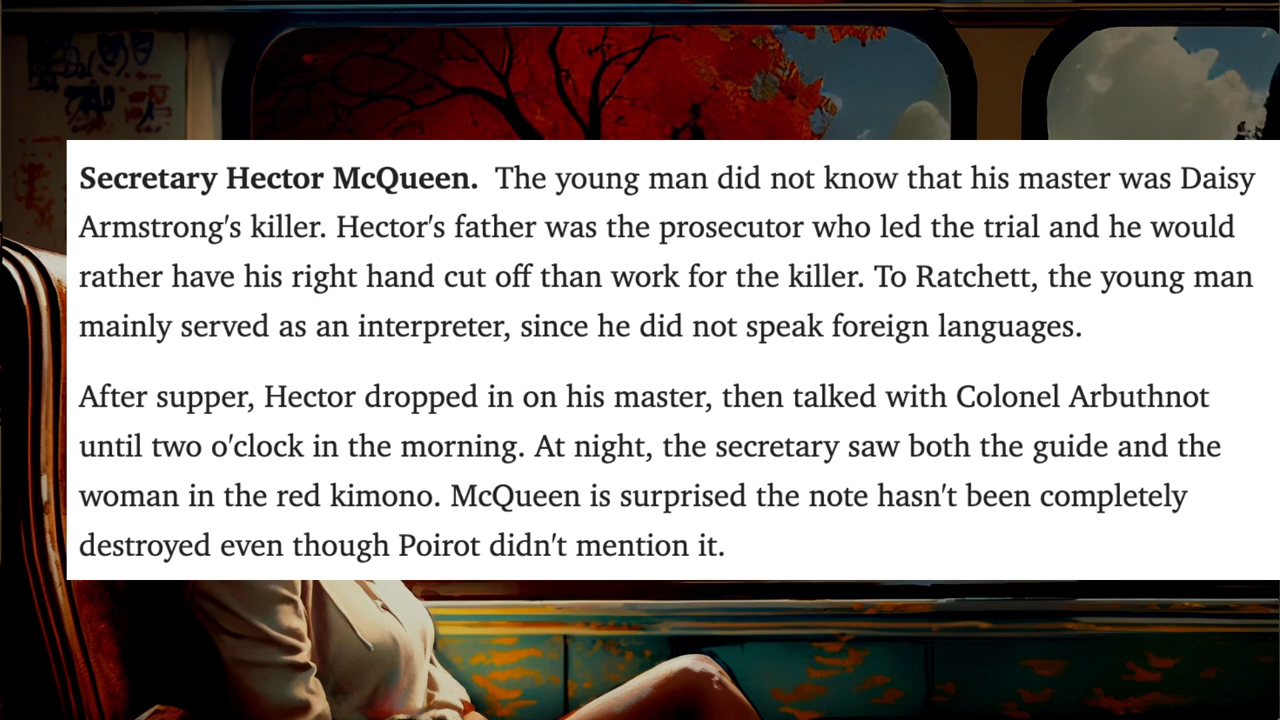 Secretary Hector McQueen. The young man did not know that his master was Daisy
Armstrong's killer. Hector's father was the prosecutor who led the trial and he would
rather have his right hand cut off than work for the killer. To Ratchett, the young man
mainly served as an interpreter, since he did not speak foreign languages.
After supper, Hector dropped in on his master, then talked with Colonel Arbuthnot
until two o'clock in the morning. At night, the secretary saw both the guide and the
woman in the red kimono. McQueen is surprised the note hasn't been completely
destroyed even though Poirot didn't mention it.